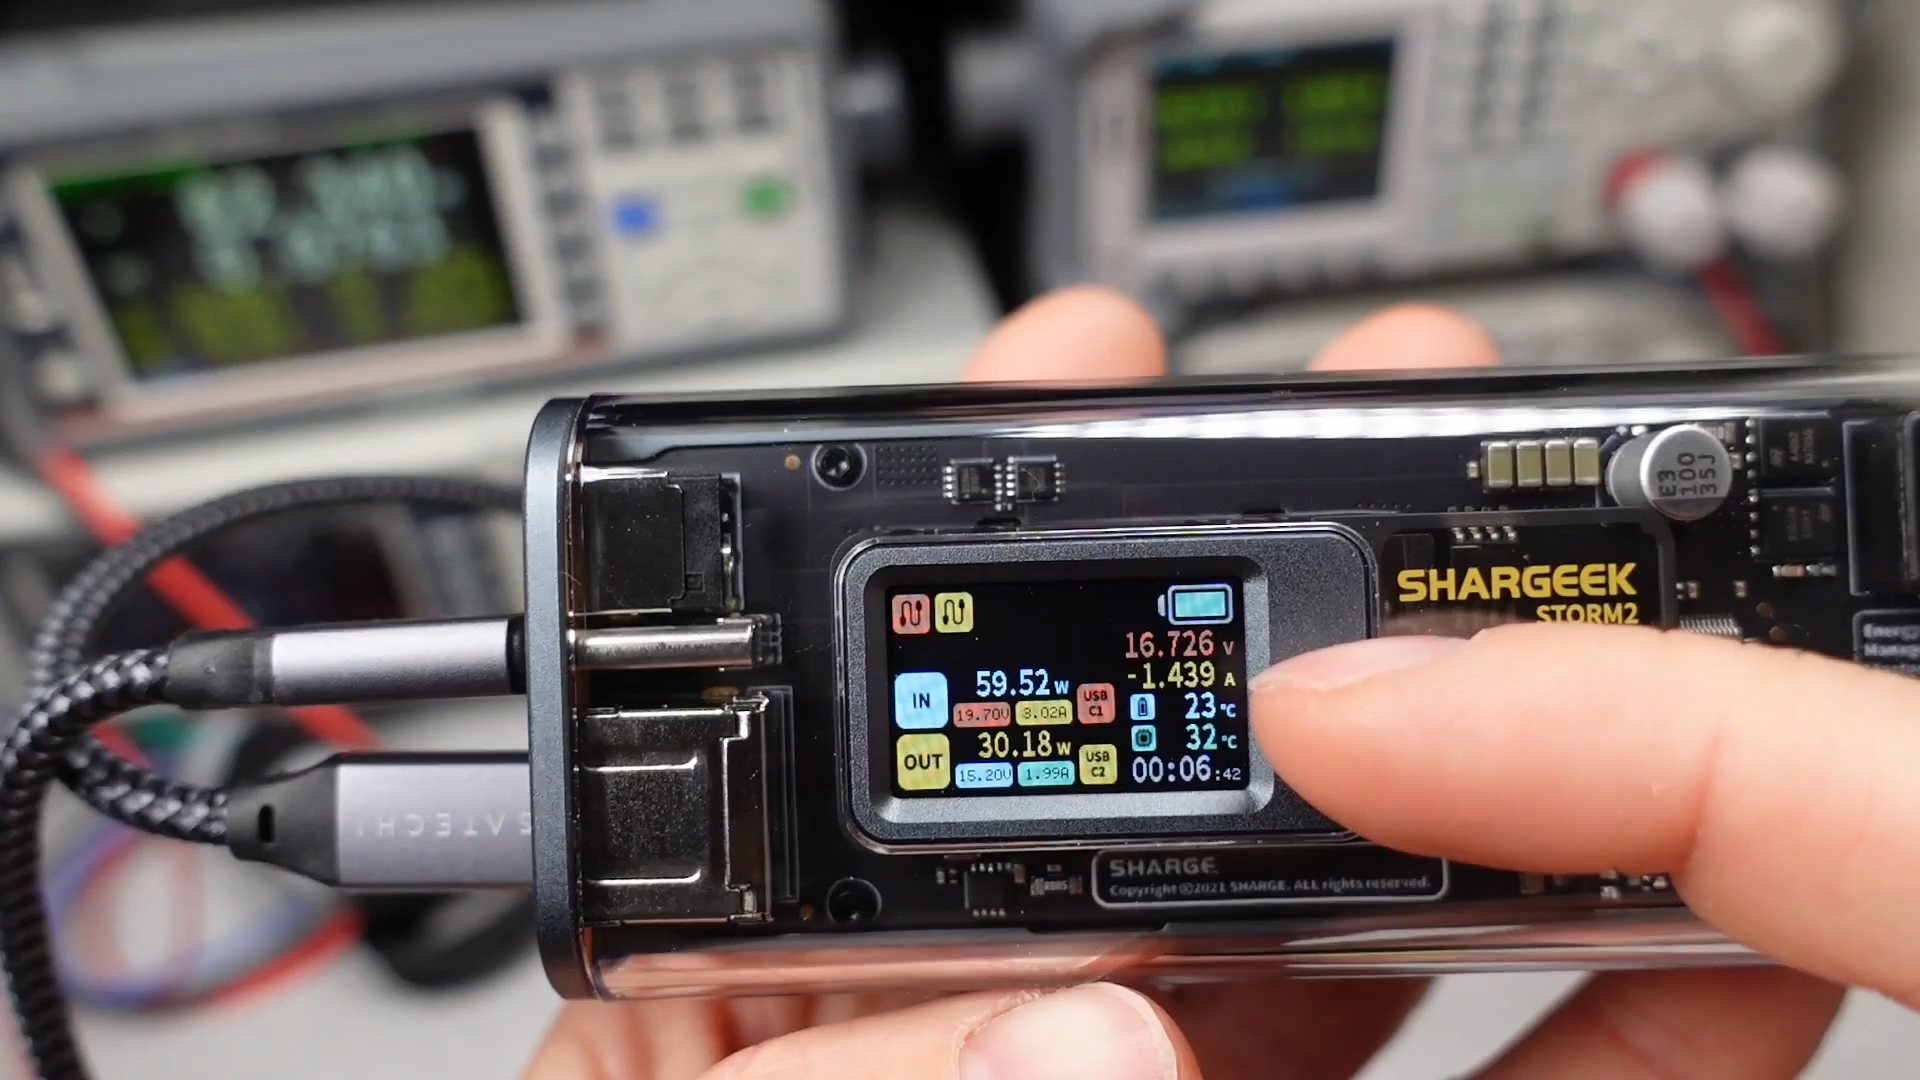 E3
100
35J
SHARGEEK
STORM2
16.726 V
-1.439 A
IN
59.52W
19.70V
3.02A
USB
C1
23°C
32°C
OUT
30.18W
15.20V
1.99A
USB
C2
00:06:42
SATECHI
SHARGE
Copyright ©2021 SHARGE. ALL rights reserved.